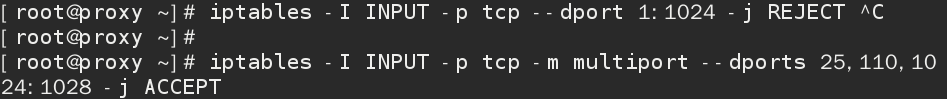 [root@proxy ~]# iptables -I INPUT -p tcp --dport 1:1024 -j REJECT ^C
[root@proxy ~]#
[root@proxy ~]# iptables -I INPUT -p tcp -m multiport --dports 25,110,10
24:1028 -j ACCEPT